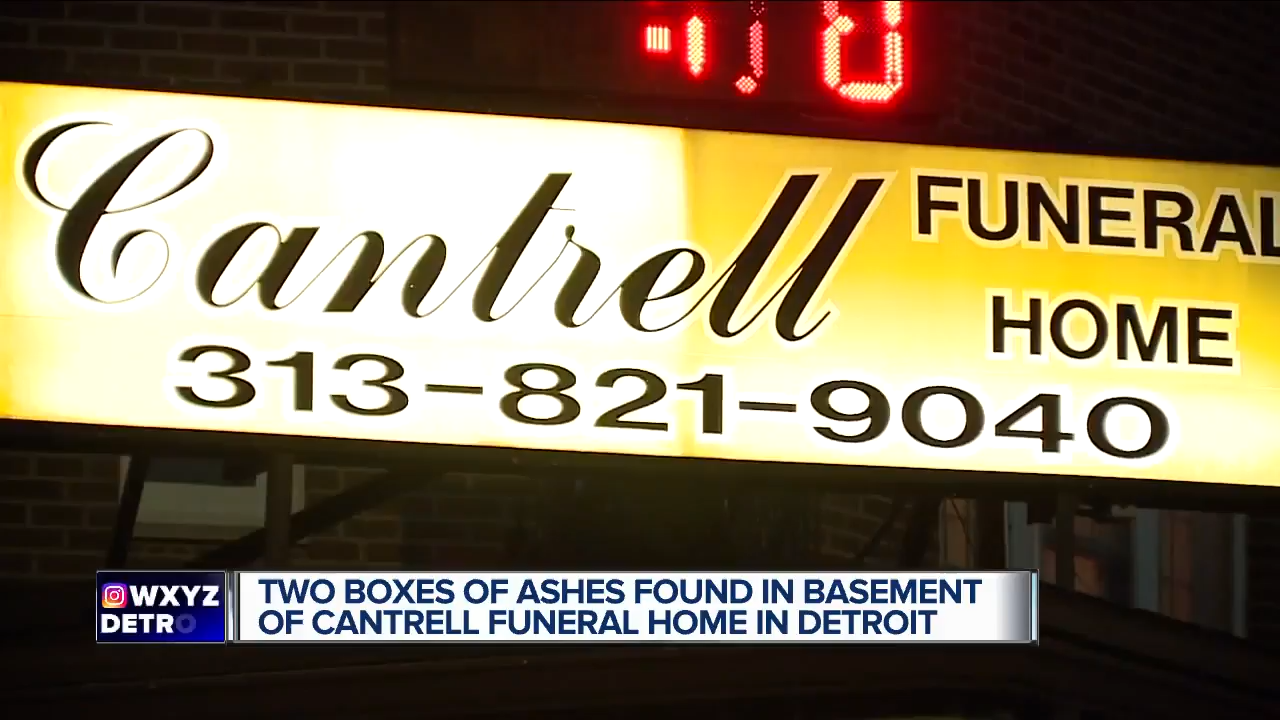 Cantrell
FUNERAL
HOME
313-821-9040
@WXYZ
DETRO
TWO BOXES OF ASHES FOUND IN BASEMENT
OF CANTRELL FUNERAL HOME IN DETROIT